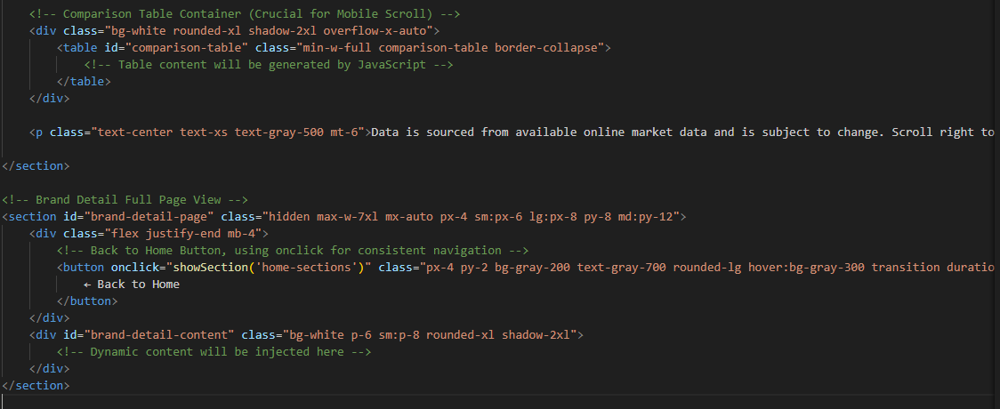 <!-- Comparison Table Container (Crucial for Mobile Scroll) -->
<div class="bg-white rounded-xl shadow-2xl overflow-x-auto">
<table id="comparison-table" class="min-w-full comparison-table border-collapse">
<!-- Table content will be generated by JavaScript -->
</table>
</div>
<p class="text-center text-xs text-gray-500 mt-6">Data is sourced from available online market data and is subject to change. Scroll right to
</section>
<!-- Brand Detail Full Page View -->
<section id="brand-detail-page" class="hidden max-w-7xl mx-auto px-4 sm:px-6 lg:px-8 py-8 md:py-12">
<div class="flex justify-end mb-4">
<!-- Back to Home Button, using onclick for consistent navigation -->
<button onclick="showSection('home-sections')" class="px-4 py-2 bg-gray-200 text-gray-700 rounded-lg hover:bg-gray-300 transition duratio
← Back to Home
</button>
</div>
<div id="brand-detail-content" class="bg-white p-6 sm:p-8 rounded-xl shadow-2xl">
<!-- Dynamic content will be injected here -->
</div>
</section>